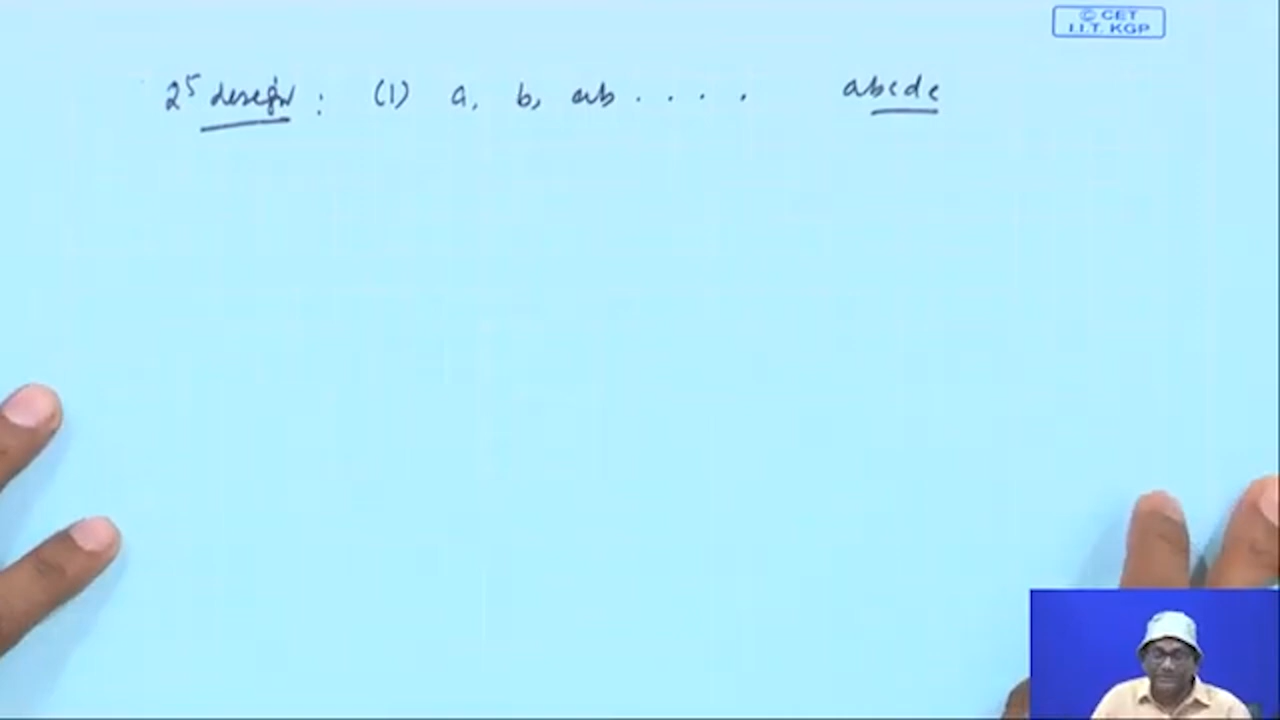 © CET
I.I.T. KGP
2⁵ design : (1) a, b, ab . . . . abcde